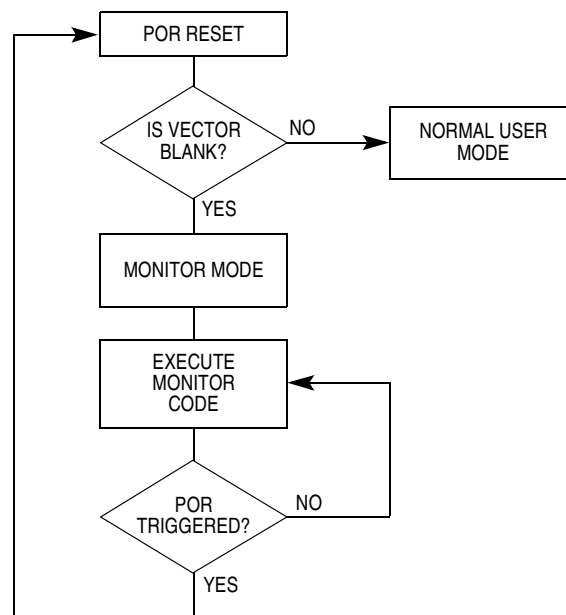 POR RESET
IS VECTOR
BLANK?
NO
NORMAL USER
MODE
YES
MONITOR MODE
EXECUTE
MONITOR
CODE
POR
TRIGGERED?
NO
YES